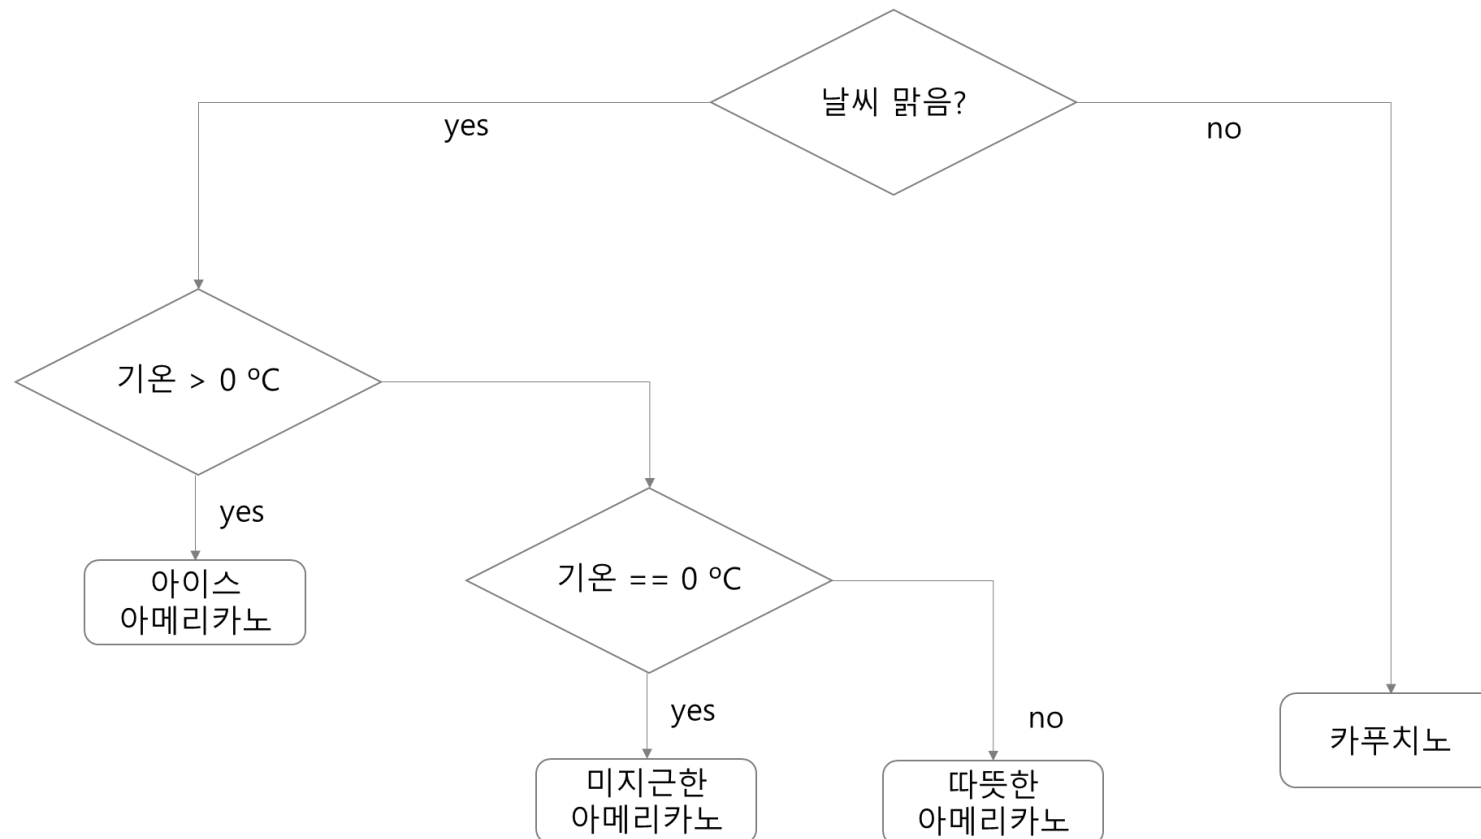 날씨 맑음?
yes
no
기온 > 0 ºC
yes
아이스
아메리카노
기온 == 0 ºC
yes
no
미지근한
아메리카노
따뜻한
아메리카노
카푸치노